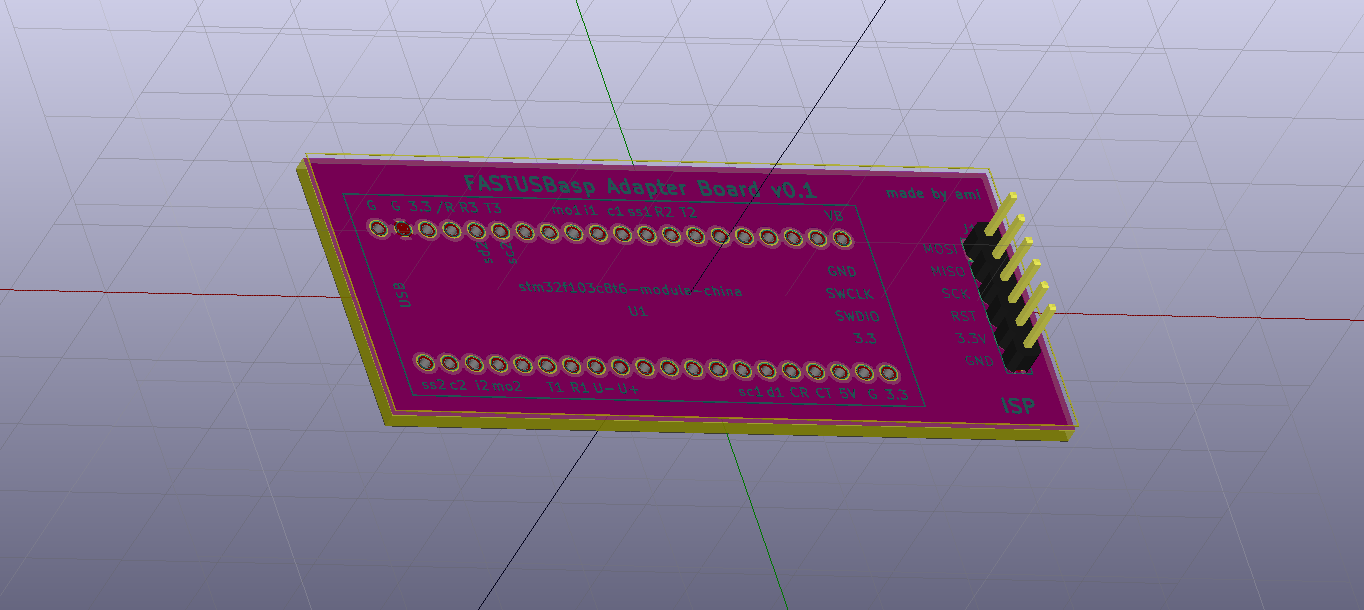 FASTUSBasp Adapter Board v0.1
made by ami
G G 3.3 /R R3 T3 mo1 i1 c1 ss1 R2 T2 VB
sda2 scl2
USB
stm32f103c8t6-module-china
U1
GND
SWCLK
SWDIO
3.3
MOSI
MISO
SCK
RST
3.3V
GND
ss2 c2 i2 mo2 T1 R1 U- U+ sc1 d1 CR CT 5V G 3.3
ISP